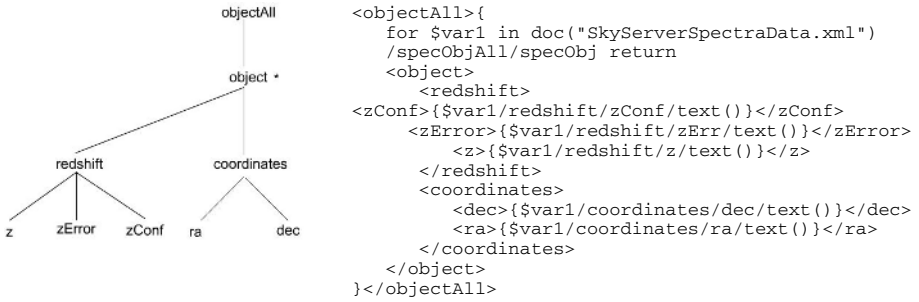 objectAll
object *
redshift
coordinates
z
zError
zConf
ra
dec
<objectAll>{
for $var1 in doc("SkyServerSpectraData.xml")
/specObjAll/specObj return
<object>
<redshift>
<zConf>{$var1/redshift/zConf/text()}</zConf>
<zError>{$var1/redshift/zErr/text()}</zError>
<z>{$var1/redshift/z/text()}</z>
</redshift>
<coordinates>
<dec>{$var1/coordinates/dec/text()}</dec>
<ra>{$var1/coordinates/ra/text()}</ra>
</coordinates>
</object>
}</objectAll>